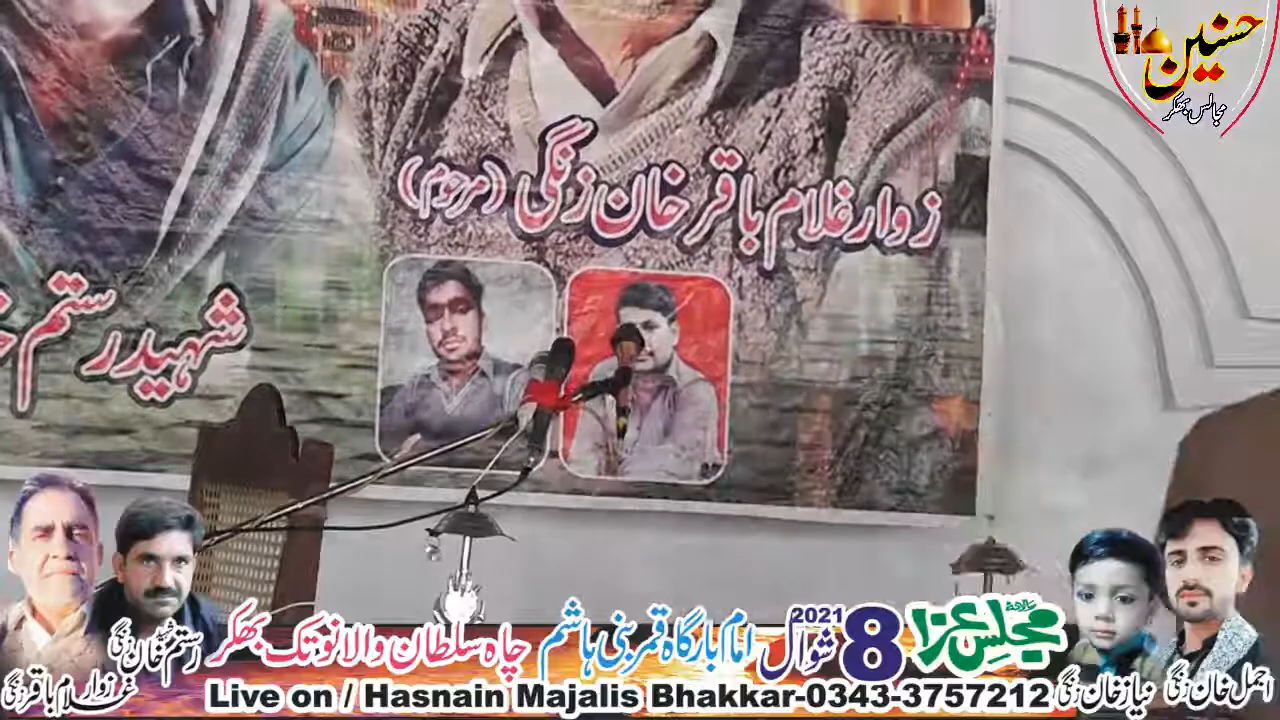 حسنین
مجالس بھکر
زوار غلام باقر خان زنگی (مرحوم)
شہید رستم
سالانہ
مجلس عزا
8 شوال 2021
امام بارگاہ قمر بنی ہاشم
چاہ سلطان والا نوتک بھکر
رستم خان زنگی
زوار غلام باقر زنگی
نیاز خان زنگی
اجمل خان زنگی
Live on / Hasnain Majalis Bhakkar-0343-3757212